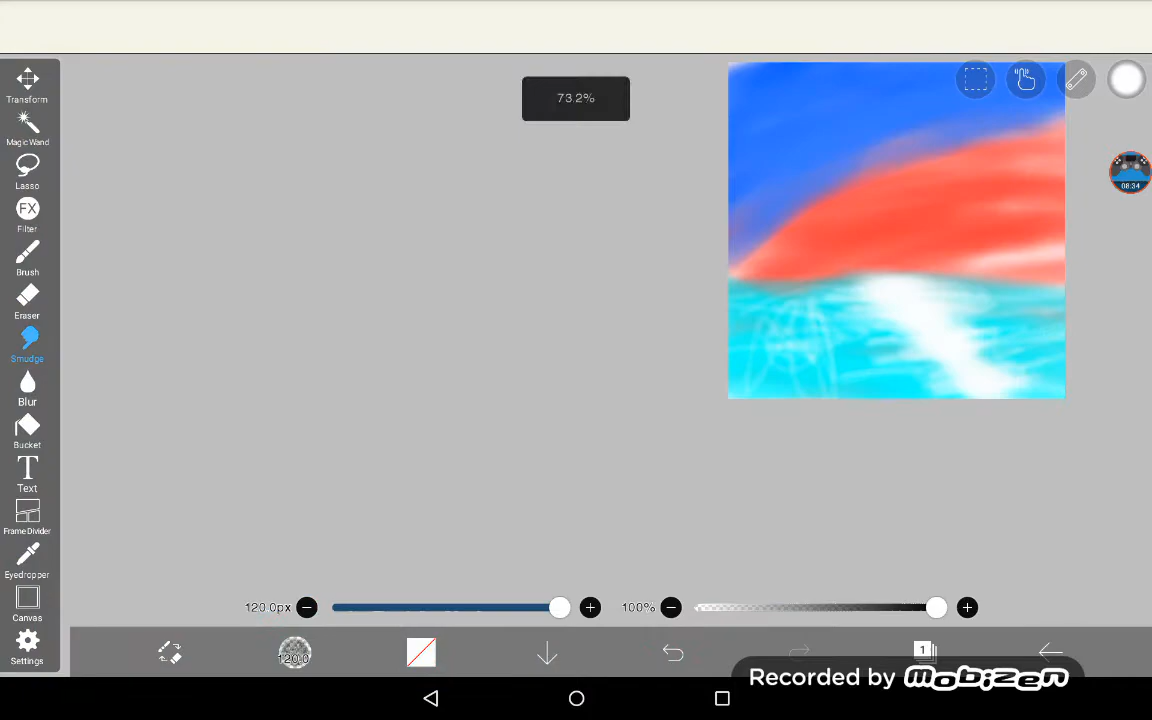 Transform
Magic Wand
Lasso
FX
Filter
Brush
Eraser
Smudge
Blur
Bucket
T
Text
Frame Divider
Eyedropper
Canvas
Settings
73.2%
08:34
120.0px
100%
120.0
1
Recorded by mobizen